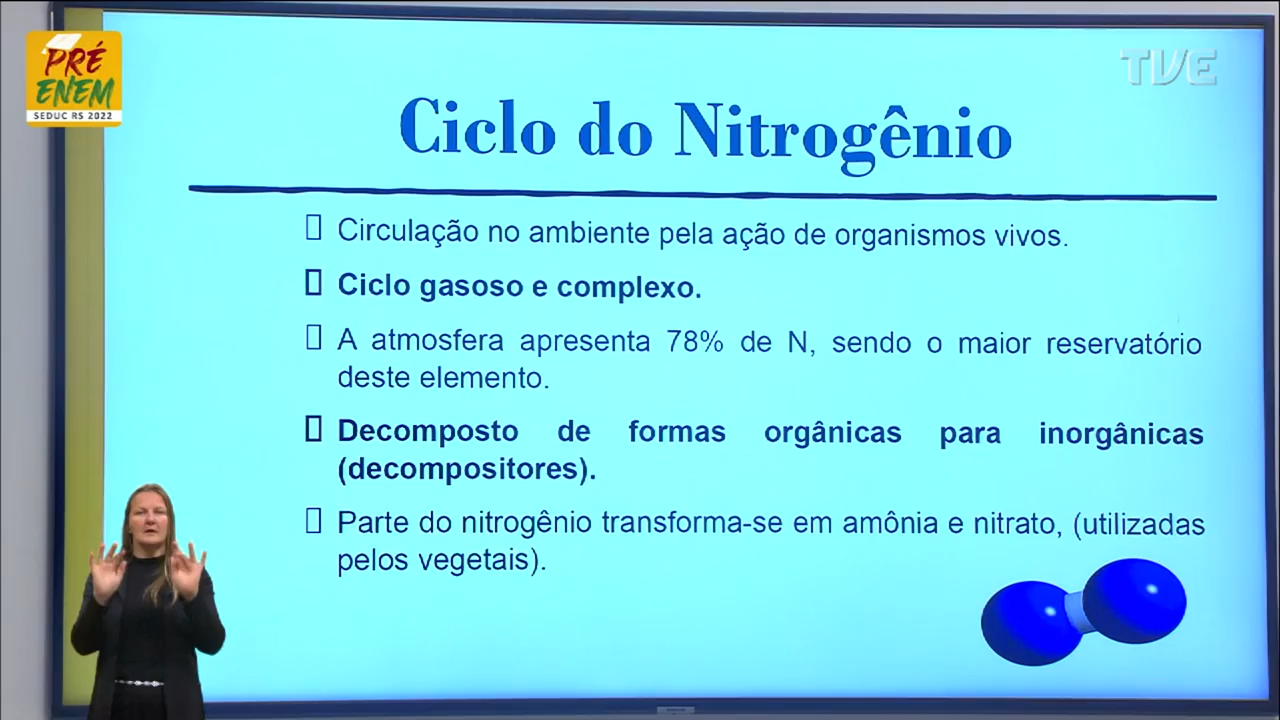 PRÉ
ENEM
SEDUC RS 2022
TVE
Ciclo do Nitrogênio
Circulação no ambiente pela ação de organismos vivos.
Ciclo gasoso e complexo.
A atmosfera apresenta 78% de N, sendo o maior reservatório
deste elemento.
Decomposto de formas orgânicas para inorgânicas
(decompositores).
Parte do nitrogênio transforma-se em amônia e nitrato, (utilizadas
pelos vegetais).